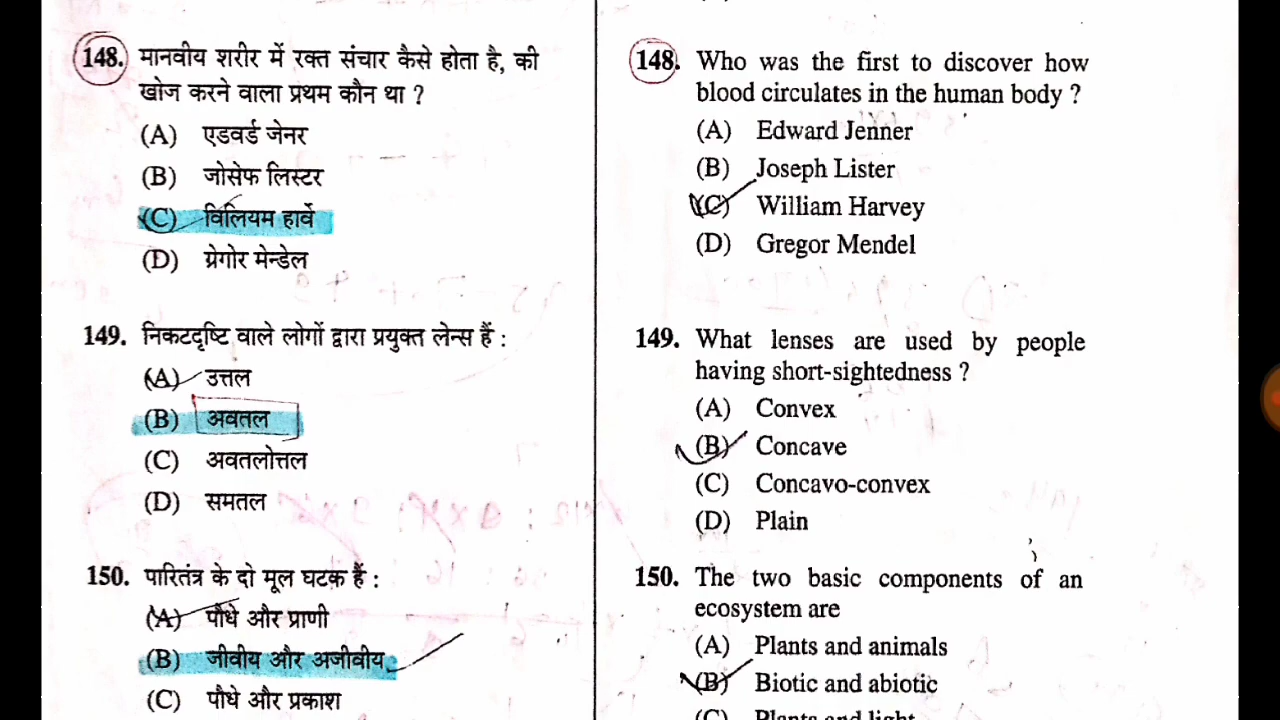 148. मानवीय शरीर में रक्त संचार कैसे होता है, की
खोज करने वाला प्रथम कौन था ?
(A) एडवर्ड जेनर
(B) जोसेफ लिस्टर
(C) विलियम हार्वे
(D) ग्रेगोर मेन्डेल
149. निकटदृष्टि वाले लोगों द्वारा प्रयुक्त लेन्स हैं :
(A) उत्तल
(B) अवतल
(C) अवतलोत्तल
(D) समतल
150. पारितंत्र के दो मूल घटक हैं :
(A) पौधे और प्राणी
(B) जीवीय और अजीवीय
(C) पौधे और प्रकाश
148. Who was the first to discover how
blood circulates in the human body ?
(A) Edward Jenner
(B) Joseph Lister
(C) William Harvey
(D) Gregor Mendel
149. What lenses are used by people
having short-sightedness ?
(A) Convex
(B) Concave
(C) Concavo-convex
(D) Plain
150. The two basic components of an
ecosystem are
(A) Plants and animals
(B) Biotic and abiotic
(C) Plants and light